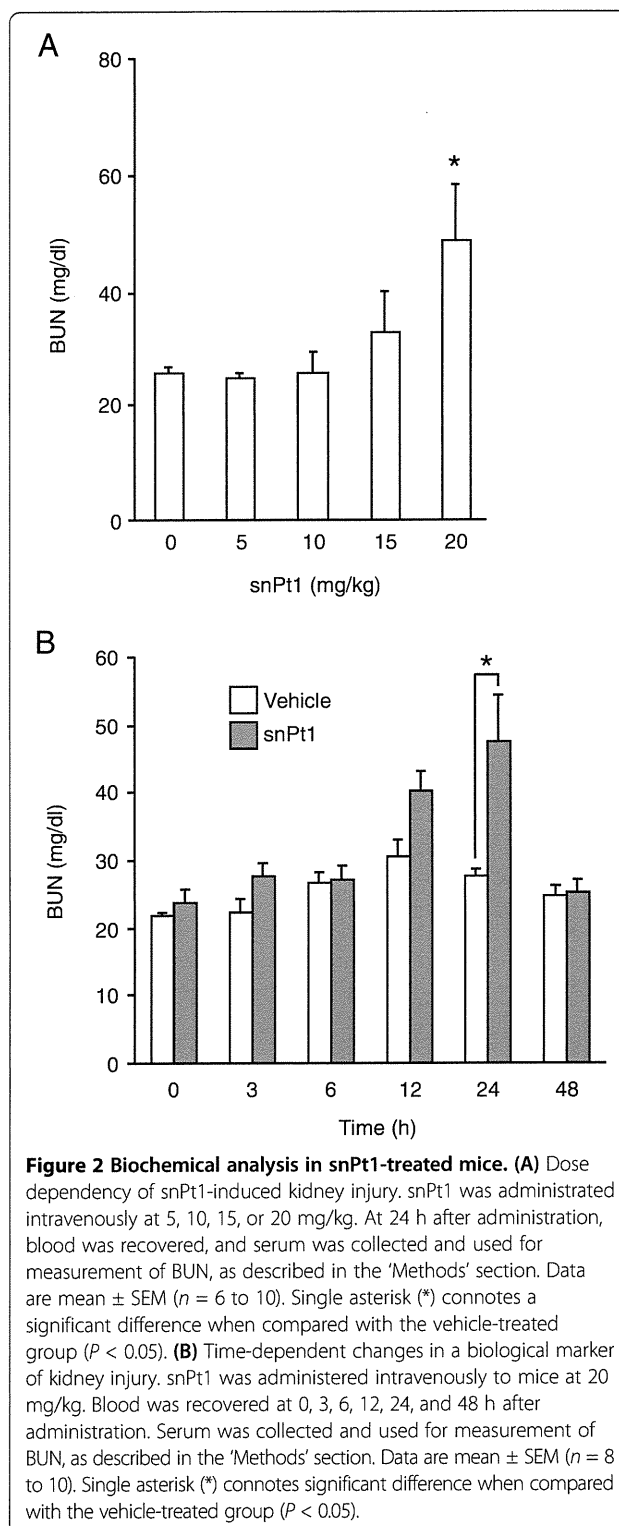 A
80
60
40
20
0
BUN (mg/dl)
*
0 5 10 15 20
snPt1 (mg/kg)
B
60
50
40
30
20
10
0
BUN (mg/dl)
Vehicle
snPt1
*
0 3 6 12 24 48
Time (h)
Figure 2 Biochemical analysis in snPt1-treated mice. (A) Dose
dependency of snPt1-induced kidney injury. snPt1 was administrated
intravenously at 5, 10, 15, or 20 mg/kg. At 24 h after administration,
blood was recovered, and serum was collected and used for
measurement of BUN, as described in the 'Methods' section. Data
are mean ± SEM (n = 6 to 10). Single asterisk (*) connotes a
significant difference when compared with the vehicle-treated
group (P < 0.05). (B) Time-dependent changes in a biological marker
of kidney injury. snPt1 was administered intravenously to mice at 20
mg/kg. Blood was recovered at 0, 3, 6, 12, 24, and 48 h after
administration. Serum was collected and used for measurement of
BUN, as described in the 'Methods' section. Data are mean ± SEM (n = 8
to 10). Single asterisk (*) connotes significant difference when compared
with the vehicle-treated group (P < 0.05).